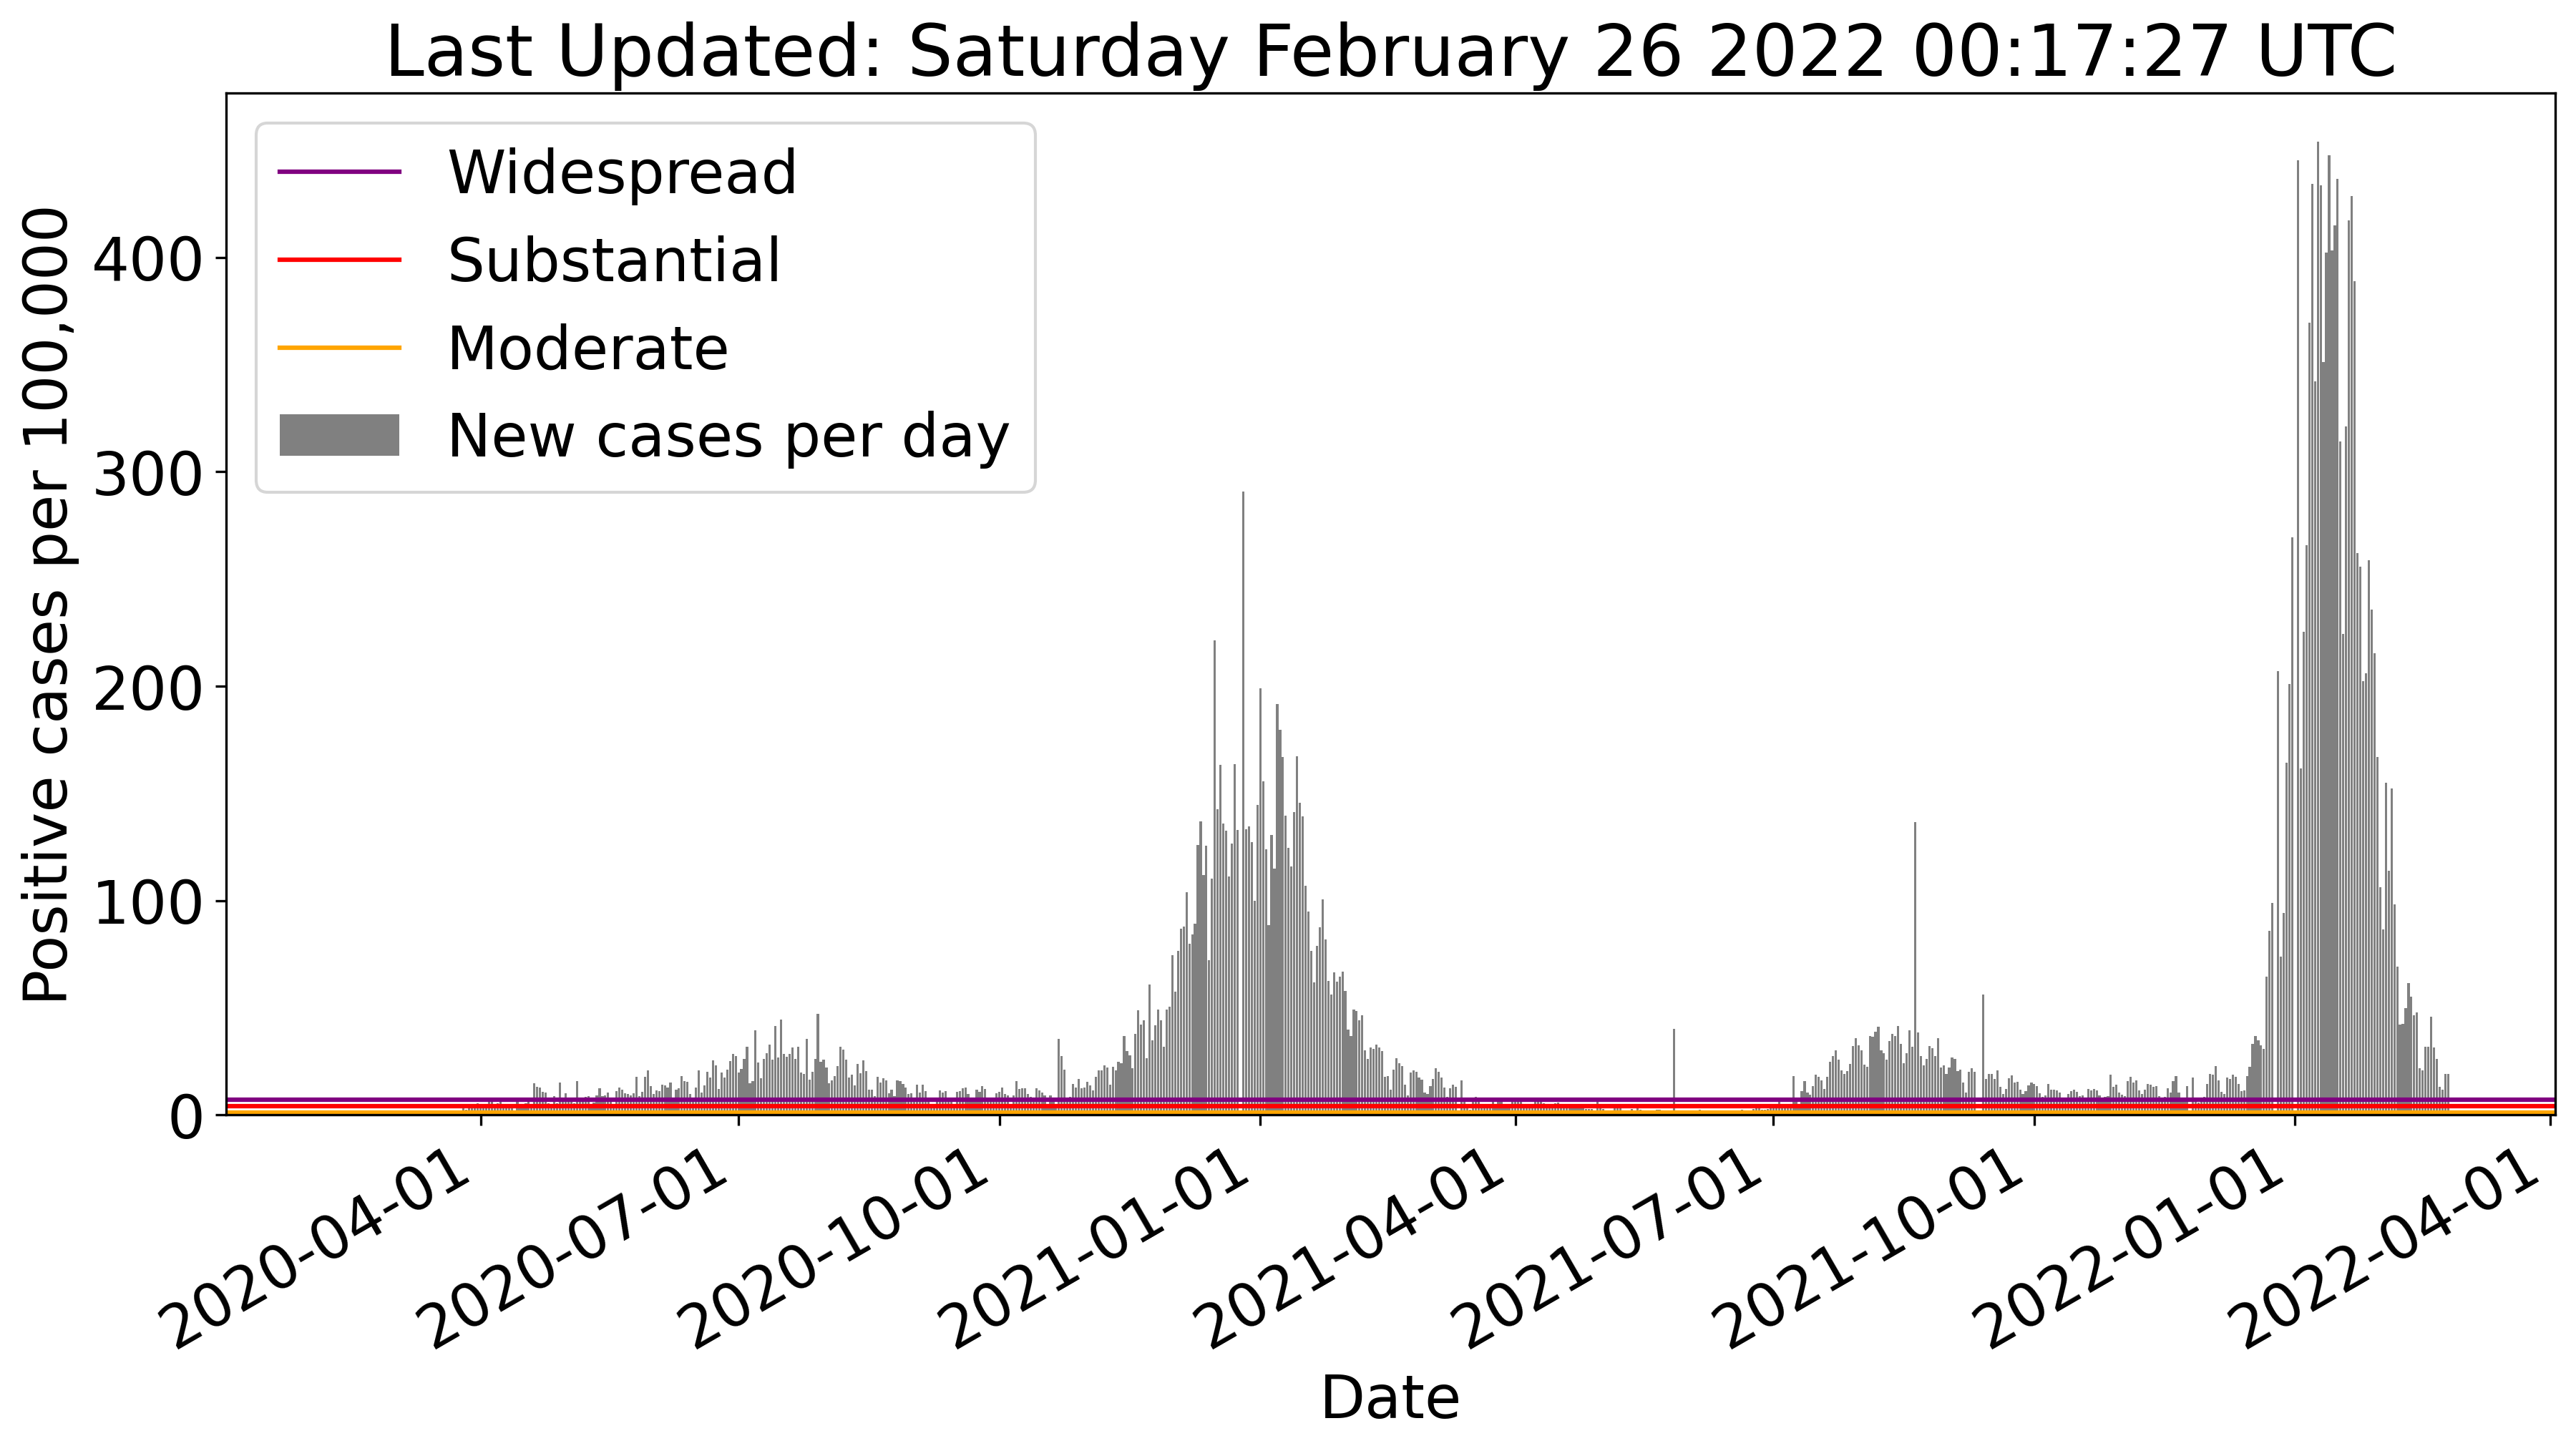 Last Updated: Saturday February 26 2022 00:17:27 UTC
Widespread
Substantial
Moderate
New cases per day
Positive cases per 100,000
400
300
200
100
0
2020-04-01
2020-07-01
2020-10-01
2021-01-01
2021-04-01
2021-07-01
2021-10-01
2022-01-01
2022-04-01
Date